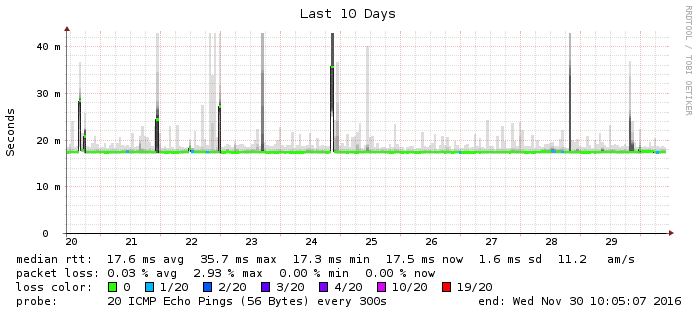 Last 10 Days
RRDTOOL / TOBI OETIKER
Seconds
40 m
30 m
20 m
10 m
0
20 21 22 23 24 25 26 27 28 29
median rtt: 17.6 ms avg 35.7 ms max 17.3 ms min 17.5 ms now 1.6 ms sd 11.2 am/s
packet loss: 0.03 % avg 2.93 % max 0.00 % min 0.00 % now
loss color: 0 1/20 2/20 3/20 4/20 10/20 19/20
probe: 20 ICMP Echo Pings (56 Bytes) every 300s end: Wed Nov 30 10:05:07 2016